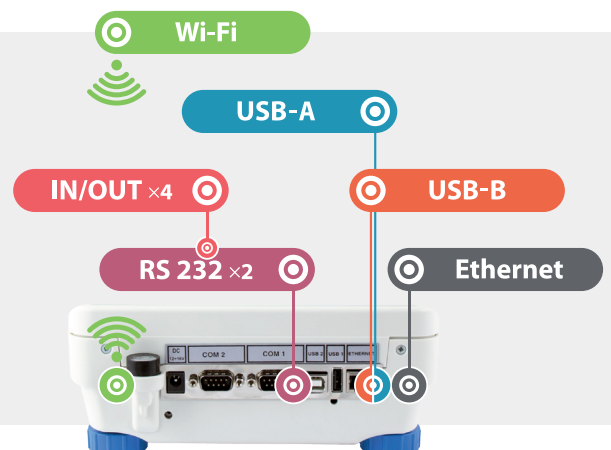 Wi-Fi
USB-A
IN/OUT ×4
USB-B
RS 232 ×2
Ethernet
DC
COM 2
COM 1
USB 2
USB 1
ETHERNET